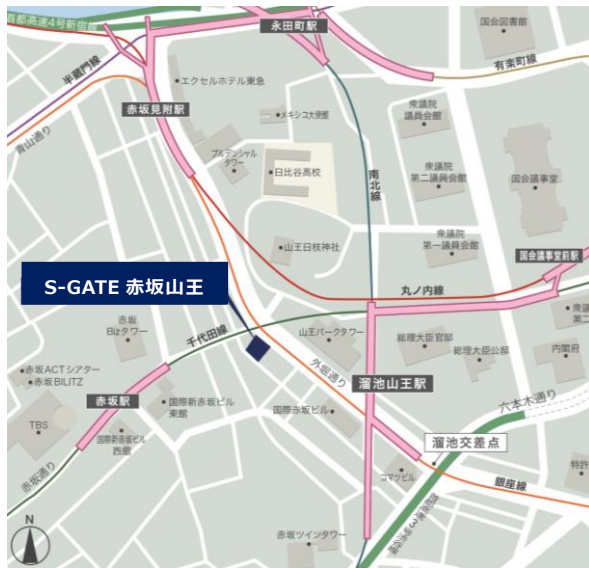 首都高速4号新宿線
永田町駅
国会図書館
半蔵門線
有楽町線
エクセルホテル東急
赤坂見附駅
メキシコ大使館
衆議院
議員会館
青山通り
プルデンシャル
タワー
日比谷高校
南北線
衆議院
第二議員会館
国会議事堂
山王日枝神社
衆議院
第一議員会館
国会議事堂前駅
S-GATE 赤坂山王
丸ノ内線
赤坂
Bizタワー
千代田線
山王パークタワー
総理大臣官邸
総理大臣公邸
内閣府
外堀通り
赤坂ACTシアター
赤坂BILITZ
赤坂駅
国際新赤坂ビル
東館
溜池山王駅
国際赤坂ビル
六本木通り
TBS
国際新赤坂ビル
西館
溜池交差点
赤坂通り
コマツビル
銀座線
特許
N
赤坂ツインタワー